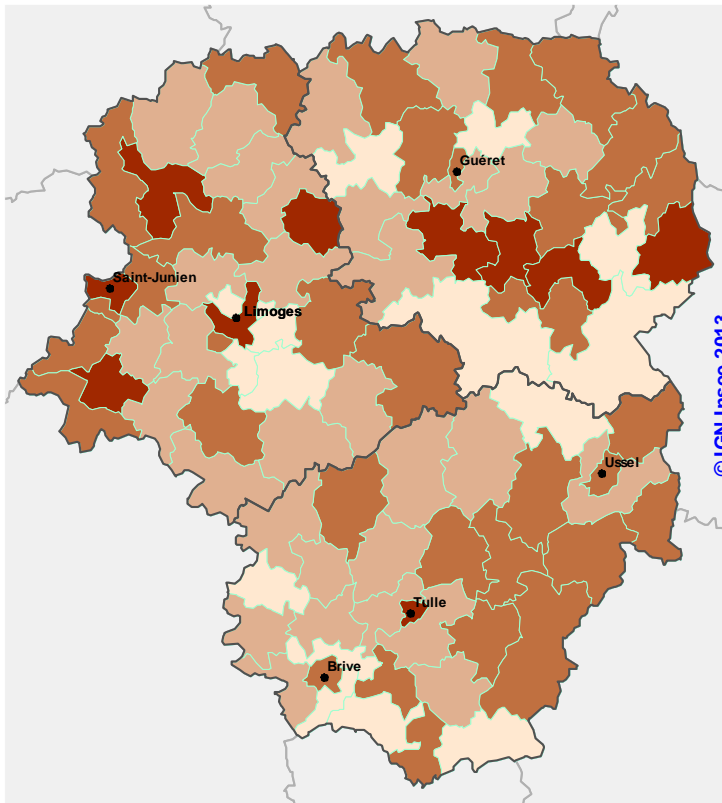 Guéret
Saint-Junien
Limoges
Ussel
Tulle
Brive
© IGN Insee 2013